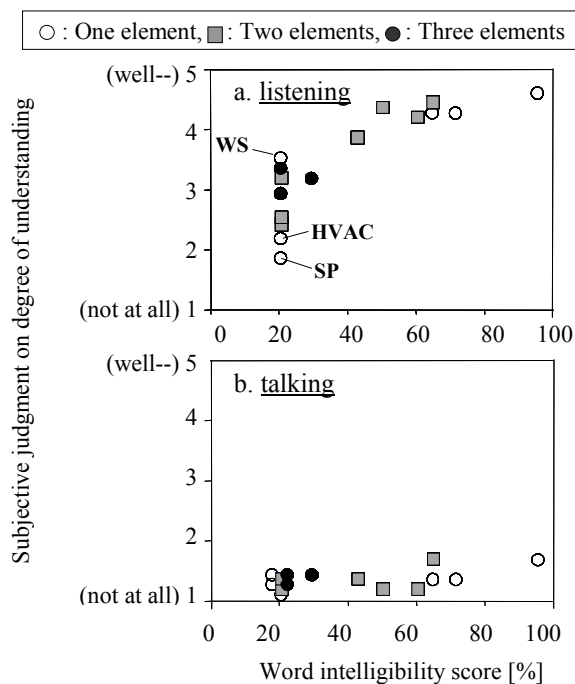 : One element, : Two elements, : Three elements
(well--) 5
a. listening
4
WS
3
HVAC
2
SP
(not at all) 1
0 20 40 60 80 100
(well--) 5
b. talking
4
2
(not at all) 1
0 20 40 60 80 100
Word intelligibility score [%]
Subjective judgment on degree of understanding